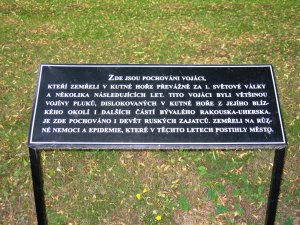 Zde jsou pochováni vojáci,
kteří zemřeli v Kutné Hoře převážně za 1. světové války
a několika následujících let. Tito vojáci byli většinou
vojíny pluků, dislokovaných v Kutné Hoře z jejího blíz-
kého okolí i dalších částí bývalého Rakouska-Uherska.
Je zde pochováno i devět ruských zajatců. Zemřeli na růz-
né nemoci a epidemie, které v těchto letech postihly město.